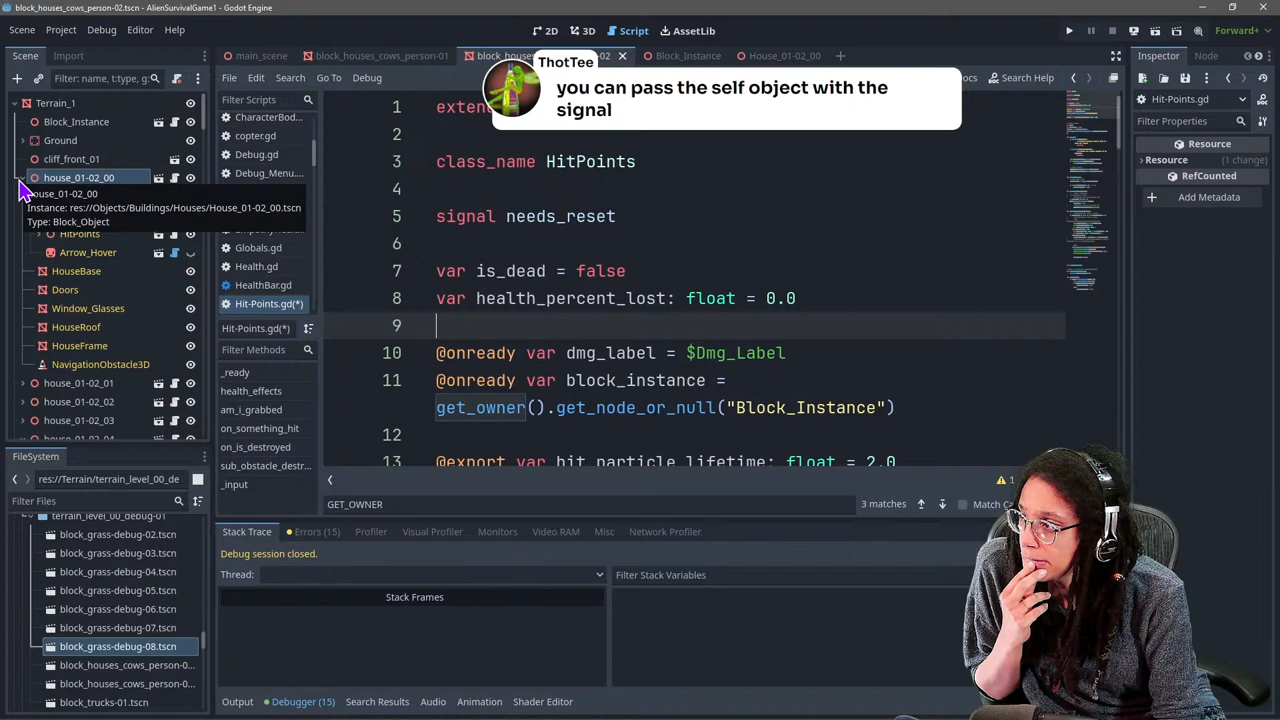 block_houses_cows_person-02.tscn - AlienSurvivalGame1 - Godot Engine
Scene Project Debug Editor Help
2D 3D Script AssetLib
Forward+
Scene Import
main_scene
block_houses_cows_person-01
Block_Instance
House_01-02_00
Inspector Node
ThotTee
you can pass the self object with the
signal
Filter: name, t:type, g:
File Edit Search Go To Debug
Search Help
Filter Scripts
Hit-Points.gd
Filter Properties
Resource
Resource (1 change)
RefCounted
Add Metadata
Terrain_1
Block_Instance
Ground
cliff_front_01
house_01-02_00
house_01-02_00
Instance: res://Objects/Buildings/Houses/House_01-02_00.tscn
Type: Block_Object
HitPoints
Arrow_Hover
HouseBase
Doors
Window_Glasses
HouseRoof
HouseFrame
NavigationObstacle3D
house_01-02_01
house_01-02_02
house_01-02_03
house_01-02_04
CharacterBod...
copter.gd
Debug.gd
Debug_Menu....
Globals.gd
Health.gd
HealthBar.gd
Hit-Points.gd(*)
Hit-Points.gd(*)
Filter Methods
_ready
health_effects
am_i_grabbed
on_something_hit
on_is_destroyed
sub_obstacle_destr...
_input
1
2
3 class_name HitPoints
4
5 signal needs_reset
6
7 var is_dead = false
8 var health_percent_lost: float = 0.0
9
10 @onready var dmg_label = $Dmg_Label
11 @onready var block_instance =
get_owner().get_node_or_null("Block_Instance")
12
13 @export var hit_particle_lifetime: float = 2.0
1
GET_OWNER
3 matches
FileSystem
res://Terrain/terrain_level_00_de
Filter Files
terrain_level_00_debug-01
block_grass-debug-02.tscn
block_grass-debug-03.tscn
block_grass-debug-04.tscn
block_grass-debug-05.tscn
block_grass-debug-06.tscn
block_grass-debug-07.tscn
block_grass-debug-08.tscn
block_houses_cows_person-0...
block_houses_cows_person-0...
block_trucks-01.tscn
Stack Trace Errors (15) Profiler Visual Profiler Monitors Video RAM Misc Network Profiler
Debug session closed.
Thread:
Filter Stack Variables
Stack Frames
Output Debugger (15) Search Results Audio Animation Shader Editor